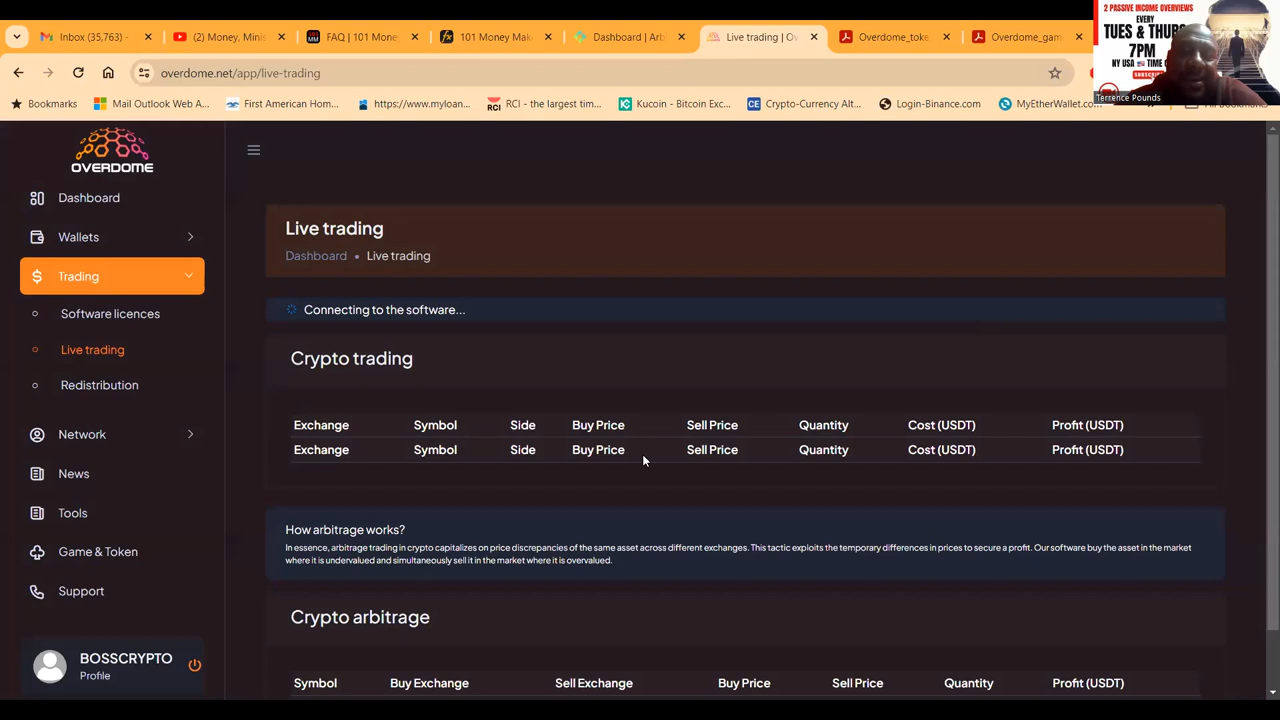 Inbox (35,763) -
(2) Money, Minis
FAQ | 101 Mone
101 Money Mak
Dashboard | Arb
Live trading | Ov
Overdome_toke
Overdome_gam
overdome.net/app/live-trading
Bookmarks
Mail Outlook Web A...
First American Hom...
https://www.myloan...
RCI - the largest tim...
Kucoin - Bitcoin Exc...
Crypto-Currency Alt...
Login-Binance.com
MyEtherWallet.com
2 PASSIVE INCOME OVERVIEWS
EVERY
TUES & THURS
7PM
NY USA TIME
Terrence Pounds
OVERDOME
Dashboard
Wallets
Trading
Software licences
Live trading
Redistribution
Network
News
Tools
Game & Token
Support
BOSSCRYPTO
Profile
Live trading
Dashboard • Live trading
Connecting to the software...
Crypto trading
Exchange Symbol Side Buy Price Sell Price Quantity Cost (USDT) Profit (USDT)
Exchange Symbol Side Buy Price Sell Price Quantity Cost (USDT) Profit (USDT)
How arbitrage works?
In essence, arbitrage trading in crypto capitalizes on price discrepancies of the same asset across different exchanges. This tactic exploits the temporary differences in prices to secure a profit. Our software buy the asset in the market
where it is undervalued and simultaneously sell it in the market where it is overvalued.
Crypto arbitrage
Symbol Buy Exchange Sell Exchange Buy Price Sell Price Quantity Profit (USDT)